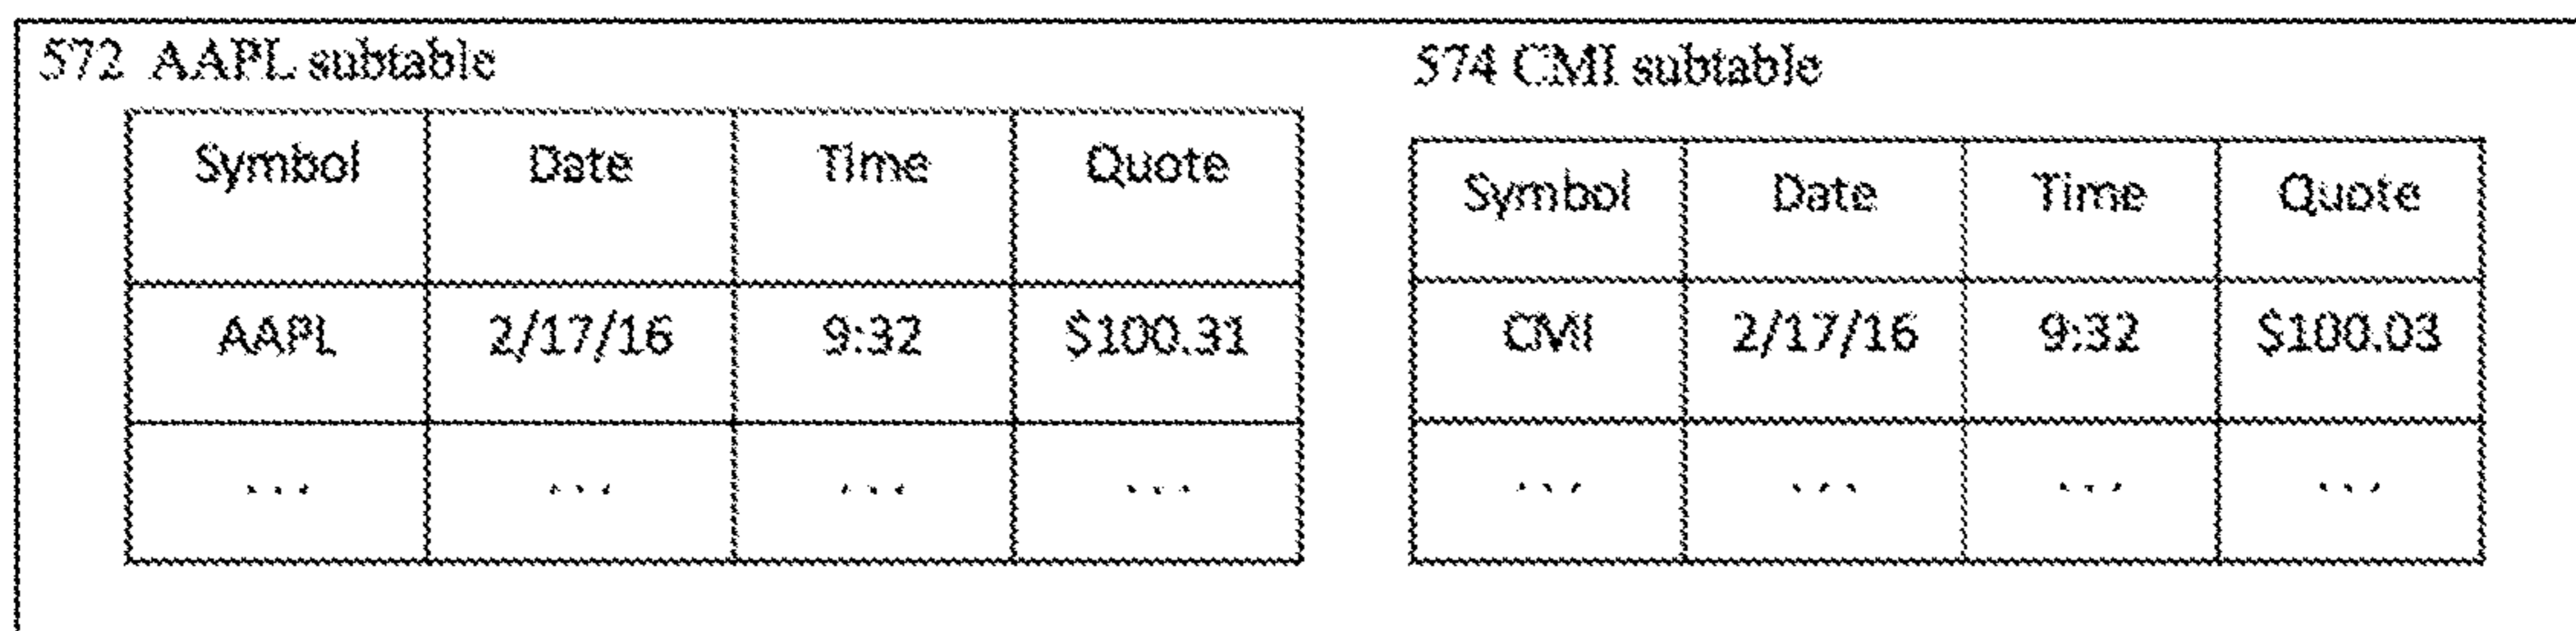 572 AAPL subtable
Symbol Date Time Quote
AAPL 2/17/16 9:32 $100.31
... ... ... ...
574 CMI subtable
Symbol Date Time Quote
CMI 2/17/16 9:32 $100.03
... ... ... ...